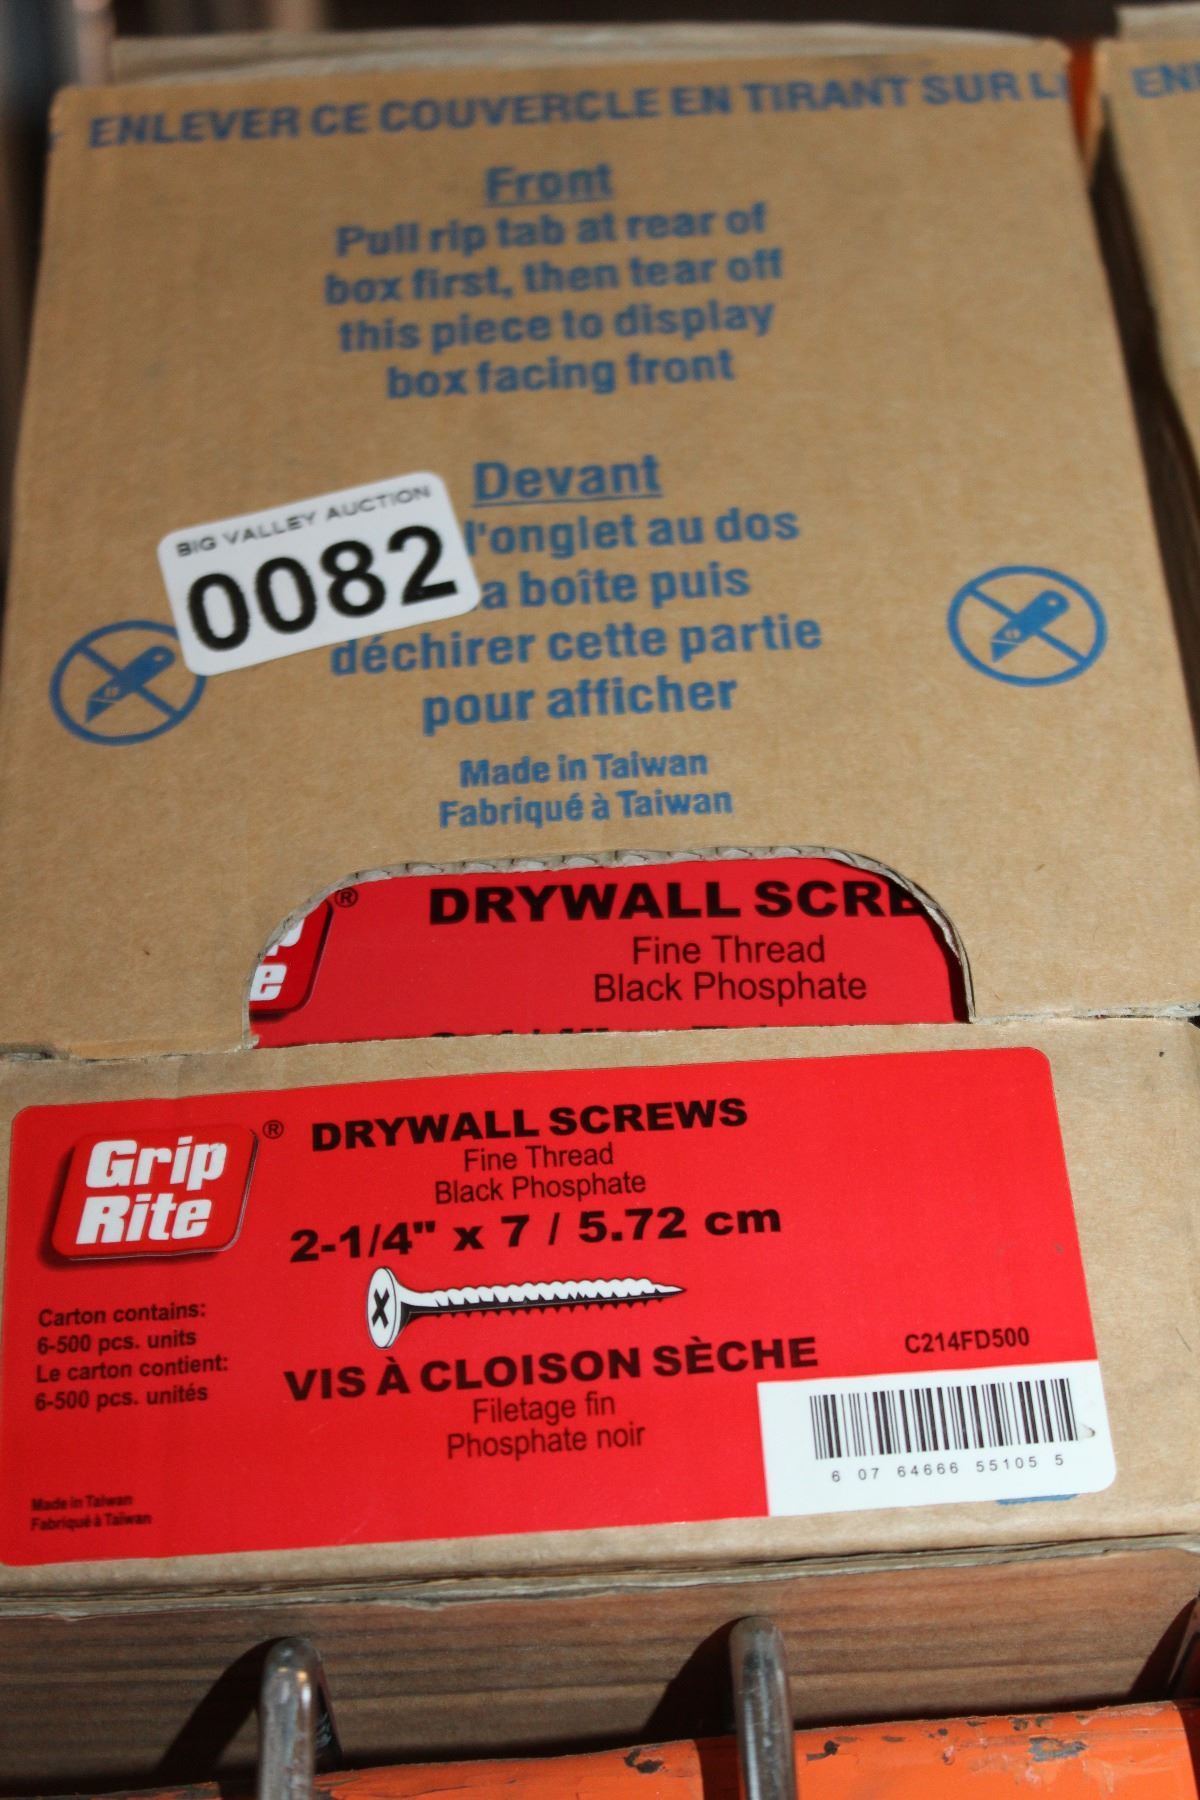 ENLEVER CE COUVERCLE EN TIRANT SUR
Front
Pull rip tab at rear of
box first, then tear off
this piece to display
box facing front
Devant
l'onglet au dos
a boîte puis
déchirer cette partie
pour afficher
Made in Taiwan
Fabriqué à Taiwan
BIG VALLEY AUCTION
0082
® DRYWALL SCRE
Fine Thread
Black Phosphate
Grip
Rite
®
DRYWALL SCREWS
Fine Thread
Black Phosphate
2-1/4" x 7 / 5.72 cm
Carton contains:
6-500 pcs. units
Le carton contient:
6-500 pcs. unités
VIS À CLOISON SÈCHE
Filetage fin
Phosphate noir
C214FD500
6 07 64666 55105 5
Made in Taiwan
Fabriqué à Taïwan